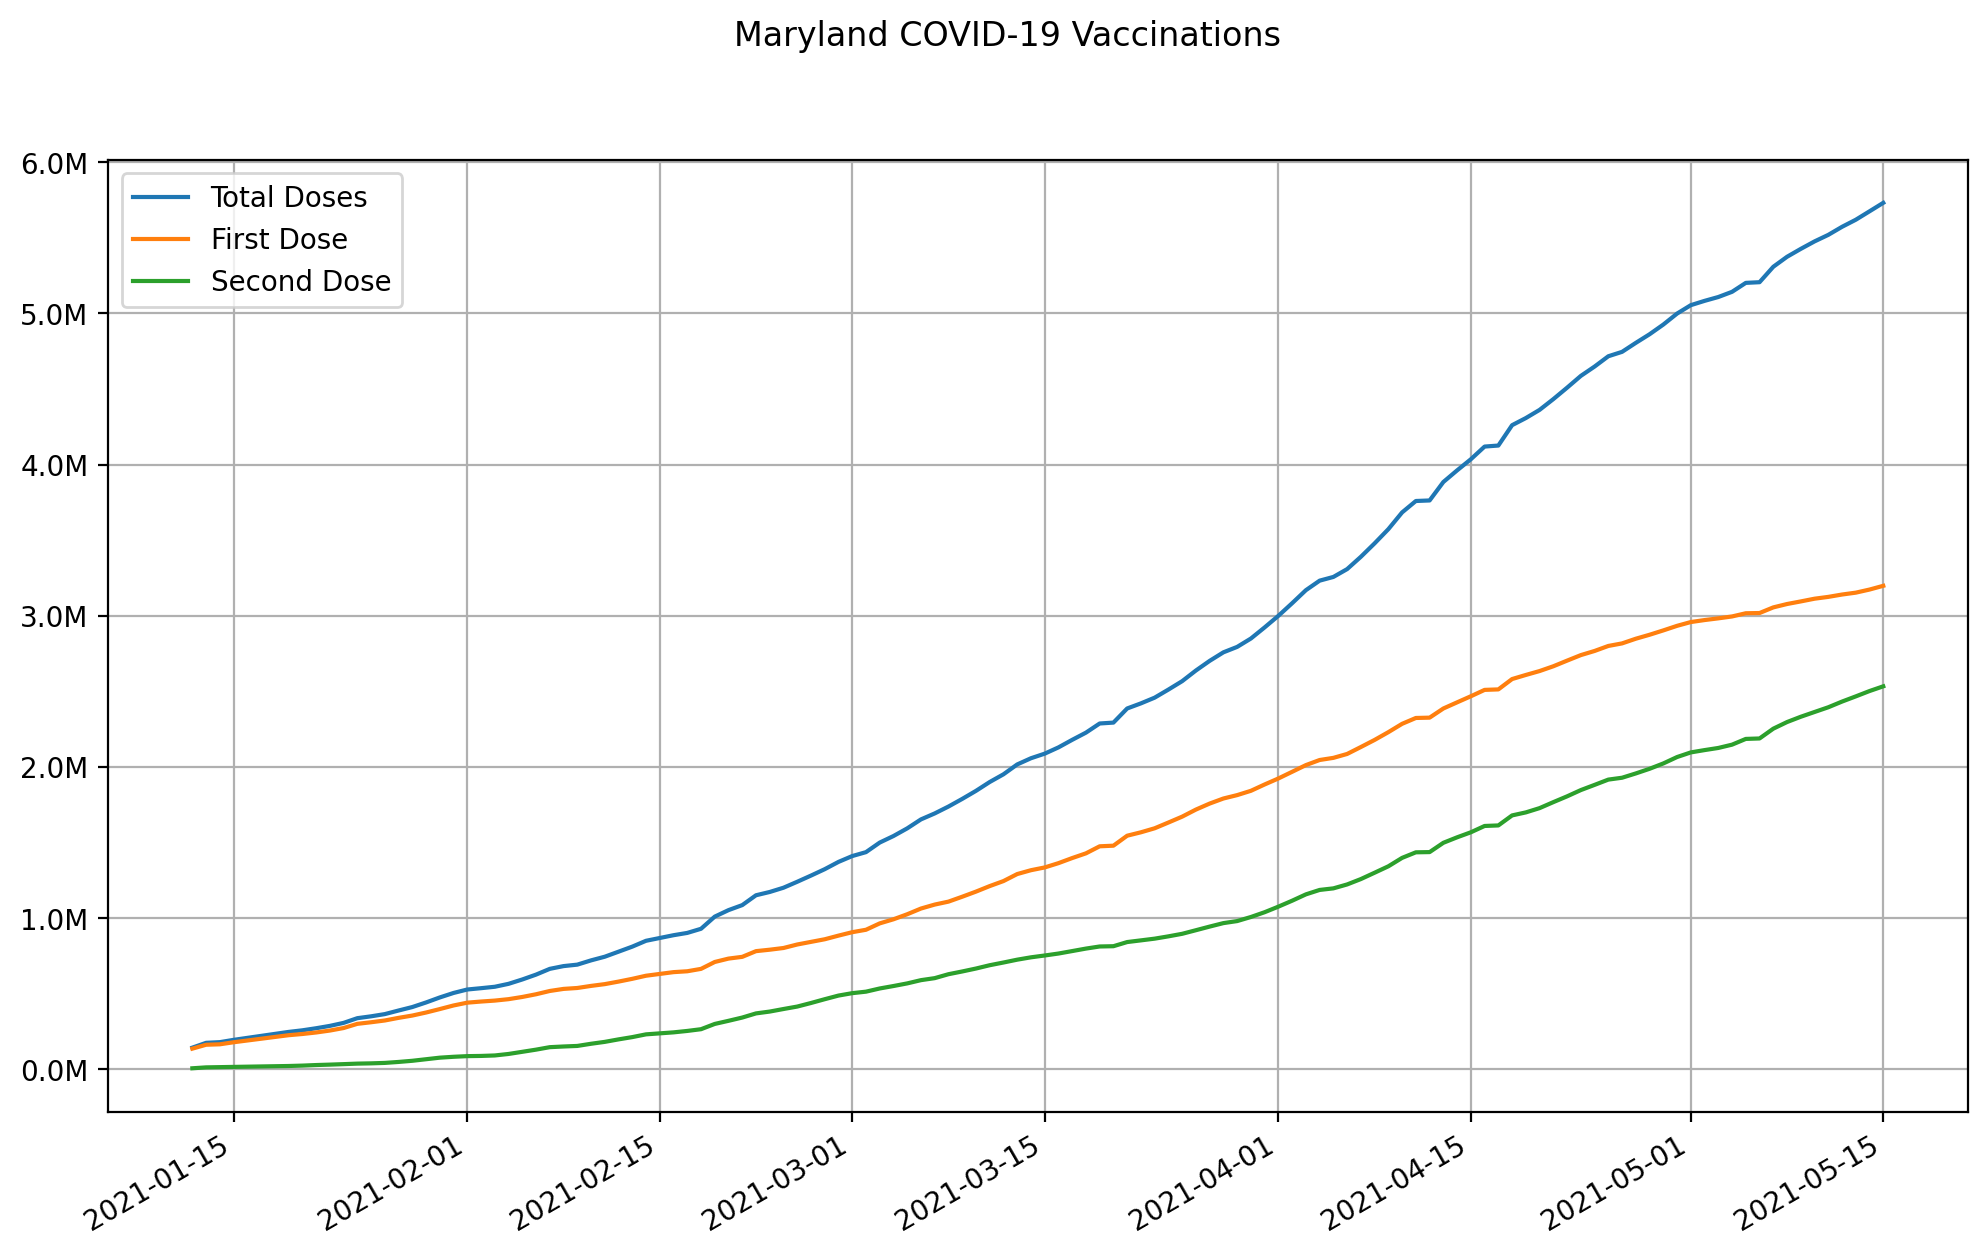 Maryland COVID-19 Vaccinations
6.0M
5.0M
4.0M
3.0M
2.0M
1.0M
0.0M
Total Doses
First Dose
Second Dose
2021-01-15
2021-02-01
2021-02-15
2021-03-01
2021-03-15
2021-04-01
2021-04-15
2021-05-01
2021-05-15